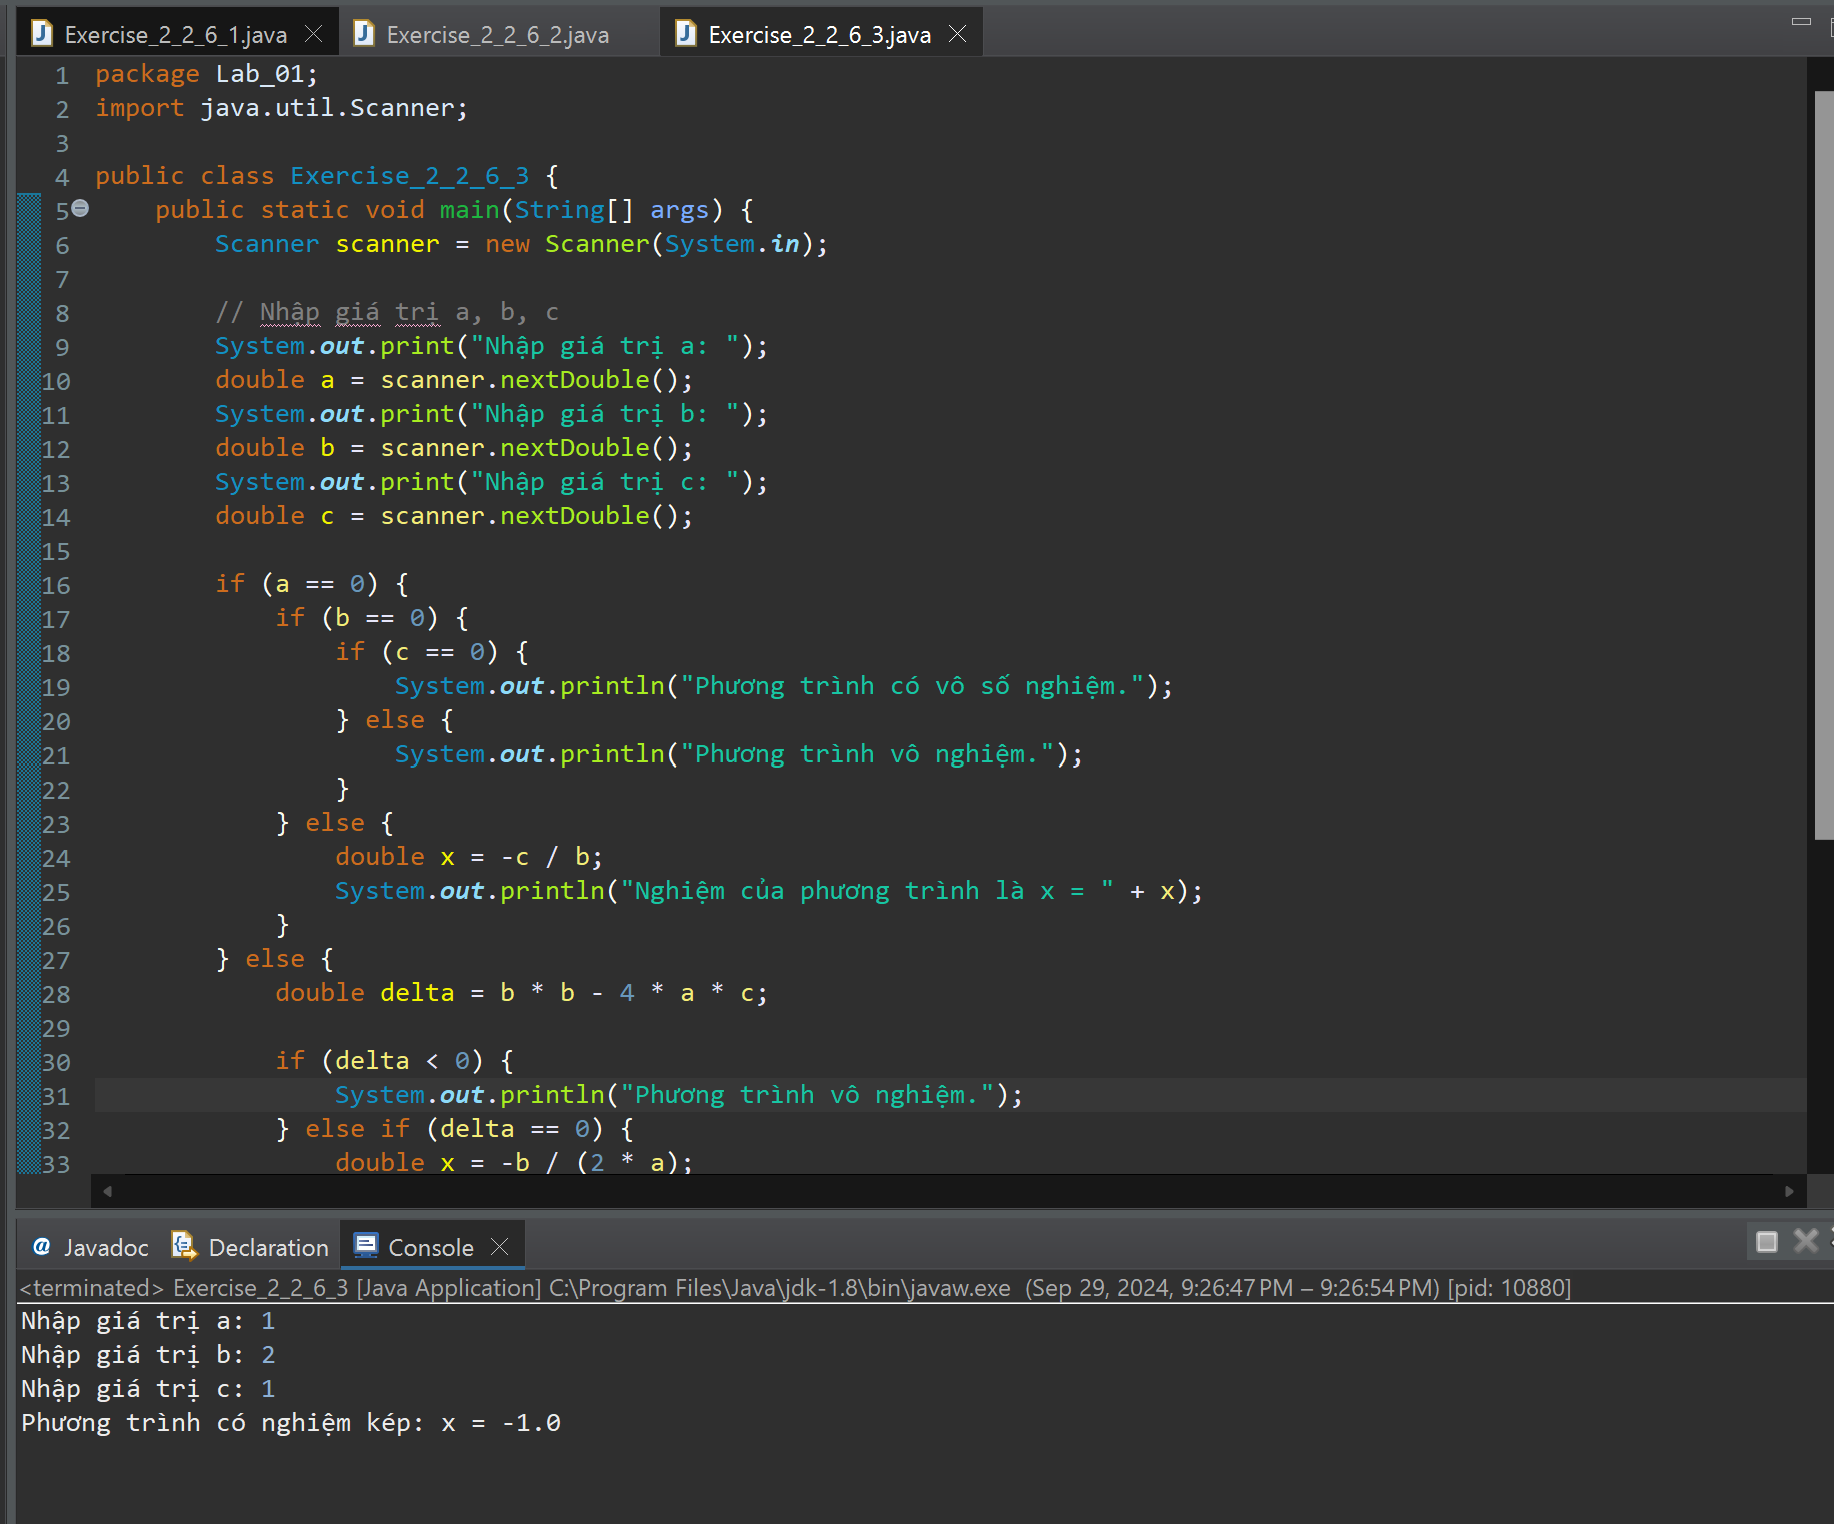 Exercise_2_2_6_1.java Exercise_2_2_6_2.java Exercise_2_2_6_3.java
1 package Lab_01;
2 import java.util.Scanner;
3
4 public class Exercise_2_2_6_3 {
5 public static void main(String[] args) {
6 Scanner scanner = new Scanner(System.in);
7
8 // Nhập giá trị a, b, c
9 System.out.print("Nhập giá trị a: ");
10 double a = scanner.nextDouble();
11 System.out.print("Nhập giá trị b: ");
12 double b = scanner.nextDouble();
13 System.out.print("Nhập giá trị c: ");
14 double c = scanner.nextDouble();
15
16 if (a == 0) {
17 if (b == 0) {
18 if (c == 0) {
19 System.out.println("Phương trình có vô số nghiệm.");
20 } else {
21 System.out.println("Phương trình vô nghiệm.");
22 }
23 } else {
24 double x = -c / b;
25 System.out.println("Nghiệm của phương trình là x = " + x);
26 }
27 } else {
28 double delta = b * b - 4 * a * c;
29
30 if (delta < 0) {
31 System.out.println("Phương trình vô nghiệm.");
32 } else if (delta == 0) {
33 double x = -b / (2 * a);
@ Javadoc Declaration Console
<terminated> Exercise_2_2_6_3 [Java Application] C:\Program Files\Java\jdk-1.8\bin\javaw.exe (Sep 29, 2024, 9:26:47 PM – 9:26:54 PM) [pid: 10880]
Nhập giá trị a: 1
Nhập giá trị b: 2
Nhập giá trị c: 1
Phương trình có nghiệm kép: x = -1.0